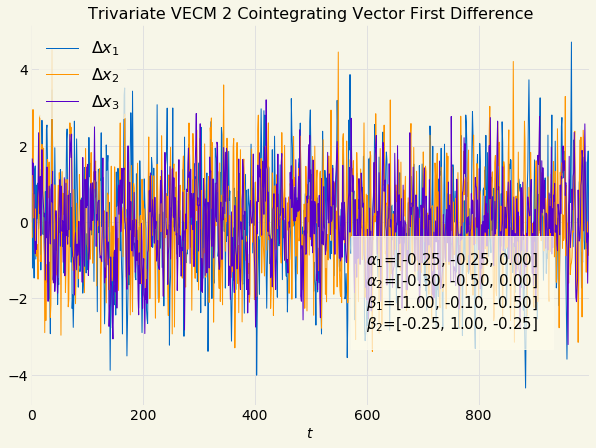 Trivariate VECM 2 Cointegrating Vector First Difference
Δx₁
Δx₂
Δx₃
4
2
0
−2
−4
α₁=[-0.25, -0.25, 0.00]
α₂=[-0.30, -0.50, 0.00]
β₁=[1.00, -0.10, -0.50]
β₂=[-0.25, 1.00, -0.25]
0 200 400 600 800
t